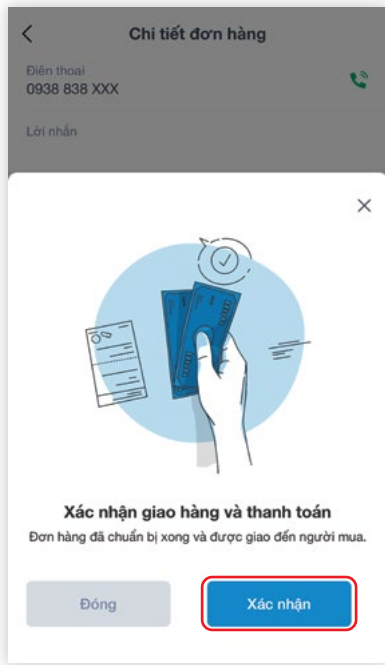 Chi tiết đơn hàng
Điện thoại
0938 838 XXX
Lời nhắn
Xác nhận giao hàng và thanh toán
Đơn hàng đã chuẩn bị xong và được giao đến người mua.
Đóng
Xác nhận